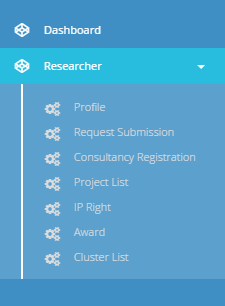 Dashboard
Researcher
Profile
Request Submission
Consultancy Registration
Project List
IP Right
Award
Cluster List